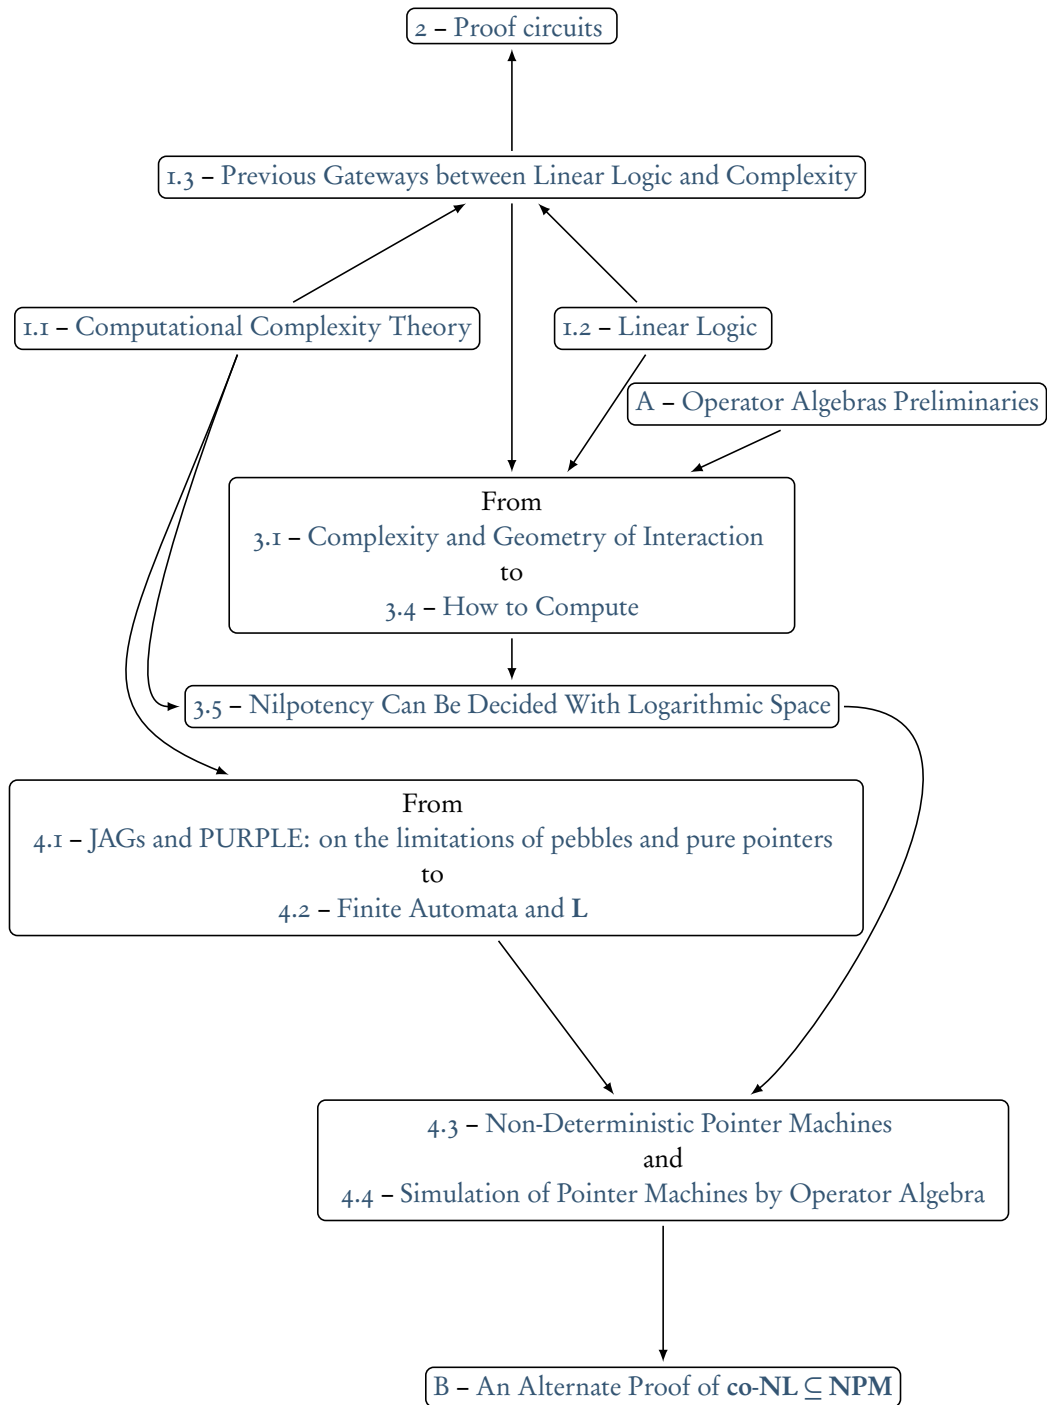 2 – Proof circuits
1.3 – Previous Gateways between Linear Logic and Complexity
1.1 – Computational Complexity Theory
1.2 – Linear Logic
A – Operator Algebras Preliminaries
From
3.1 – Complexity and Geometry of Interaction
to
3.4 – How to Compute
3.5 – Nilpotency Can Be Decided With Logarithmic Space
From
4.1 – JAGs and PURPLE: on the limitations of pebbles and pure pointers
to
4.2 – Finite Automata and L
4.3 – Non-Deterministic Pointer Machines
and
4.4 – Simulation of Pointer Machines by Operator Algebra
B – An Alternate Proof of co-NL ⊆ NPM